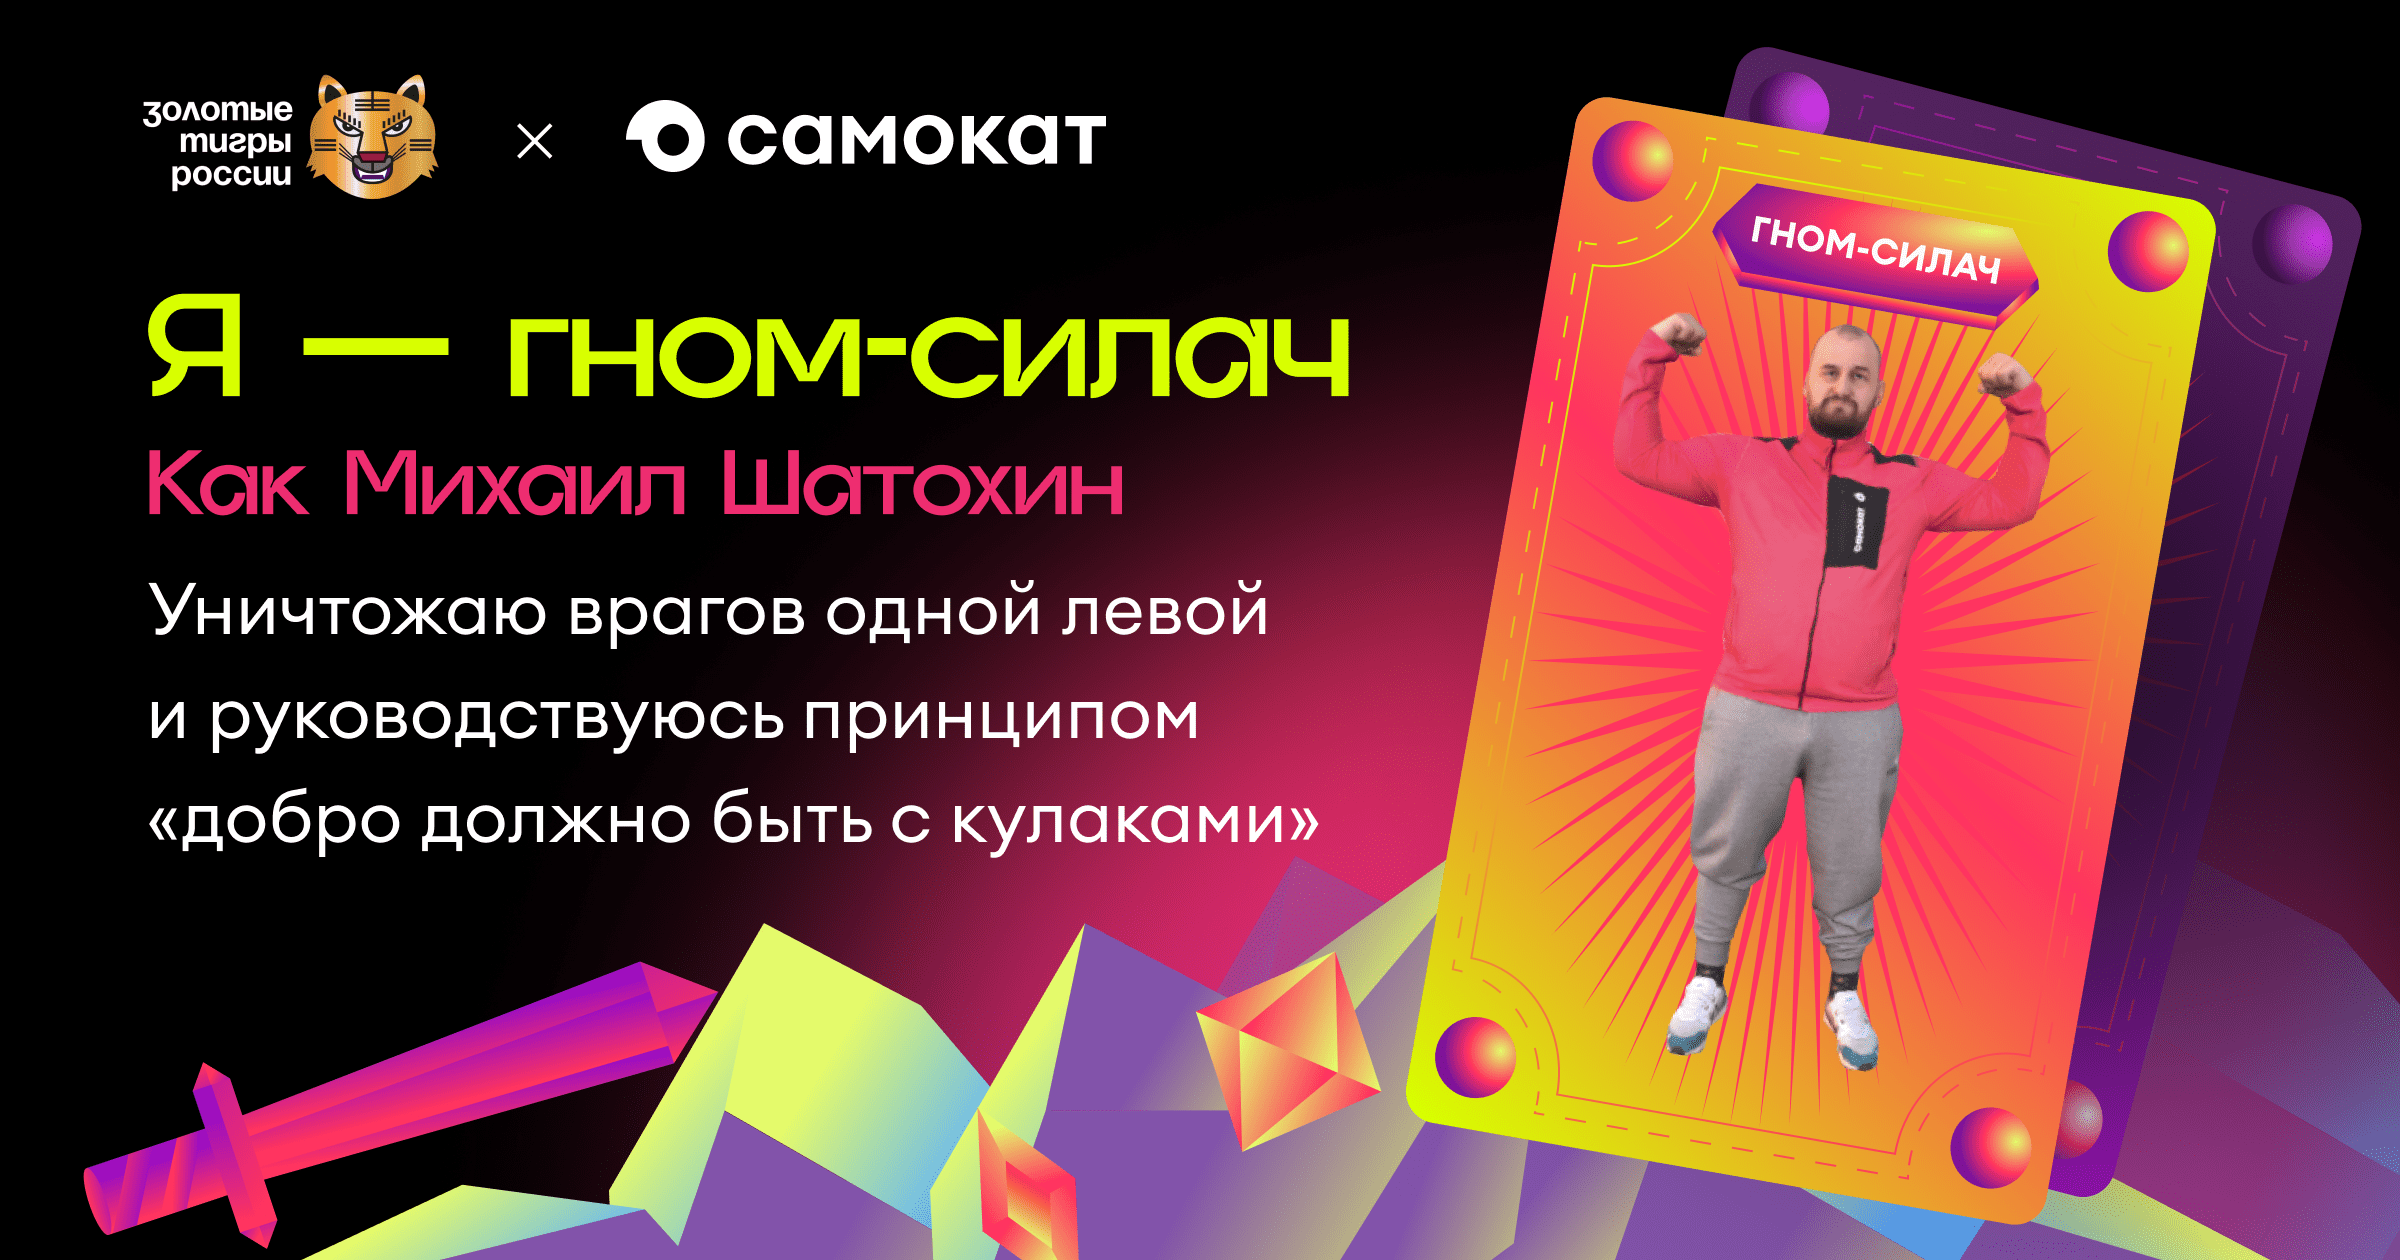 золотые
тигры
россии
×
самокат
Я — гном-силач
Как Михаил Шатохин
Уничтожаю врагов одной левой
и руководствуюсь принципом
«добро должно быть с кулаками»
ГНОМ-СИЛАЧ
самокат